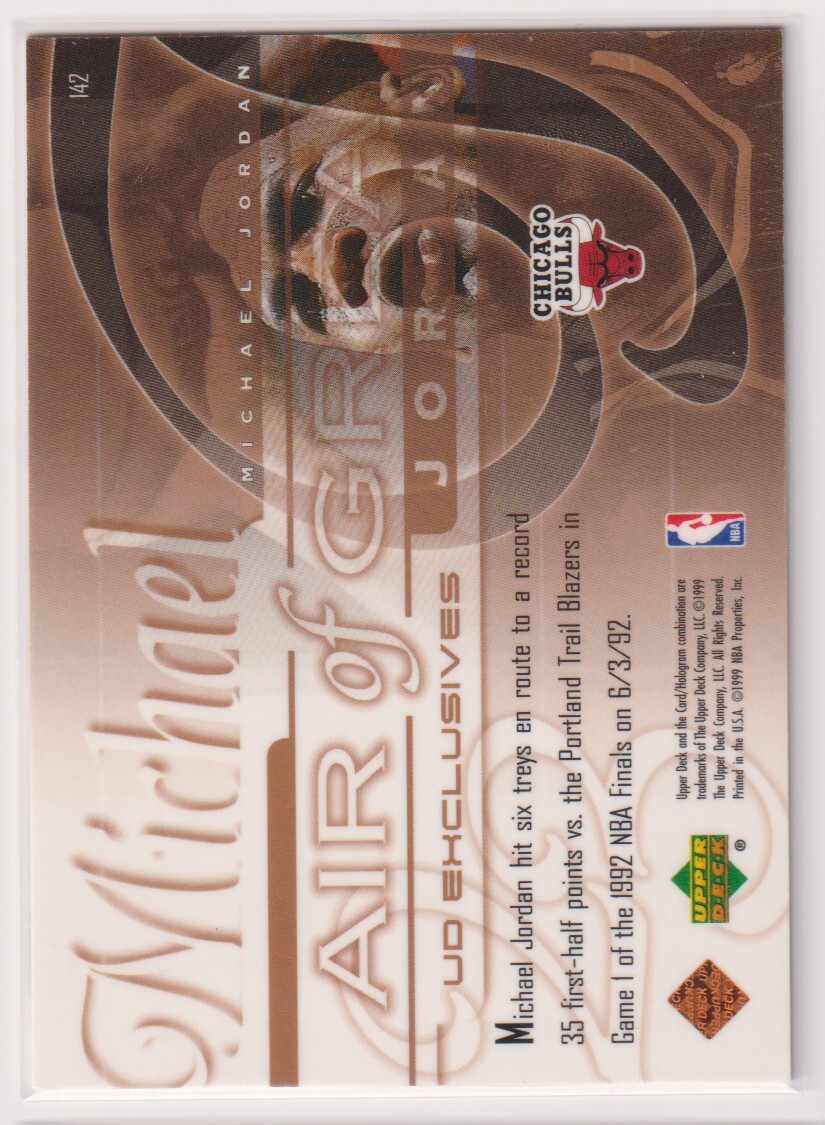 142
MICHAEL JORDAN
Michael
AIR of GRA
JORDAN
UD EXCLUSIVES
CHICAGO
BULLS
Michael Jordan hit six treys en route to a record
35 first-half points vs. the Portland Trail Blazers in
Game 1 of the 1992 NBA Finals on 6/3/92.
NBA
Upper Deck and the Card/Hologram combination are
trademarks of The Upper Deck Company, LLC. ©1999
The Upper Deck Company, LLC. All Rights Reserved.
Printed in the U.S.A. ©1999 NBA Properties, Inc.
UPPER
D·E·C·K
®
23